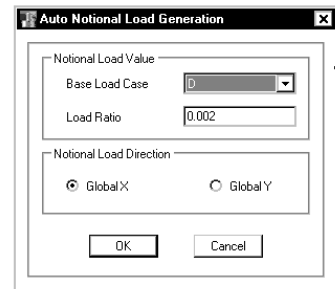 Auto Notional Load Generation
Notional Load Value
Base Load Case D
Load Ratio 0.002
Notional Load Direction
Global X Global Y
OK Cancel